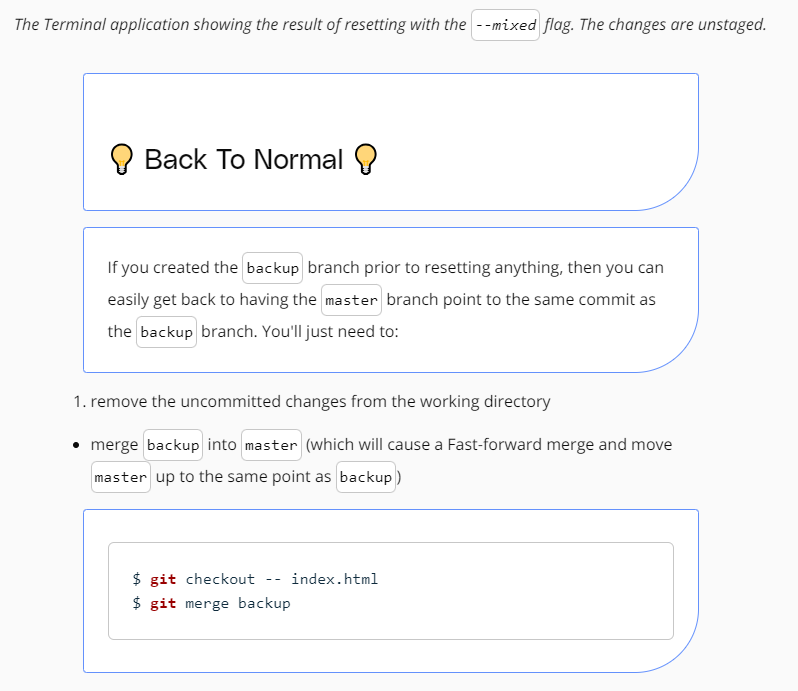 The Terminal application showing the result of resetting with the --mixed flag. The changes are unstaged.
💡 Back To Normal 💡
If you created the backup branch prior to resetting anything, then you can
easily get back to having the master branch point to the same commit as
the backup branch. You'll just need to:
1. remove the uncommitted changes from the working directory
• merge backup into master (which will cause a Fast-forward merge and move
master up to the same point as backup)
$ git checkout -- index.html
$ git merge backup